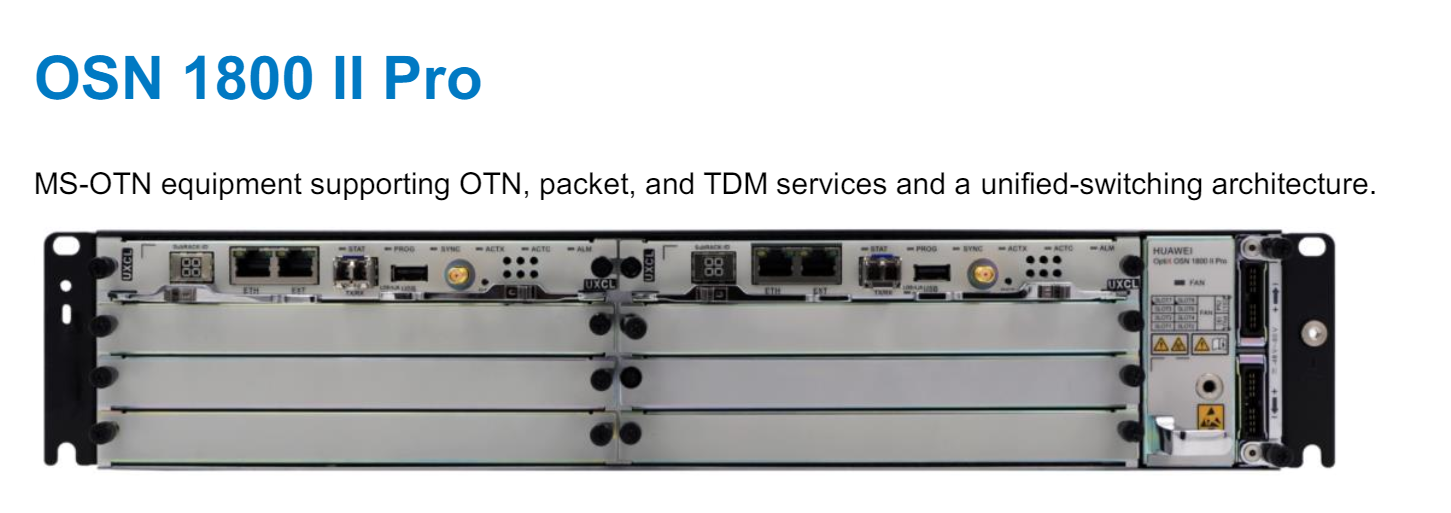 OSN 1800 II Pro
MS-OTN equipment supporting OTN, packet, and TDM services and a unified-switching architecture.
UXCL
SubRACK-ID
STAT PROG SYNC ACTX ACTC ALM
ETH EXT TX/RX USB
UXCL
UXCL
SubRACK-ID
STAT PROG SYNC ACTX ACTC ALM
ETH EXT TX/RX USB
UXCL
HUAWEI
OptiX OSN 1800 II Pro
FAN
SLOT7 SLOT8
SLOT5 SLOT6
SLOT3 SLOT4
SLOT1 SLOT2
FAN